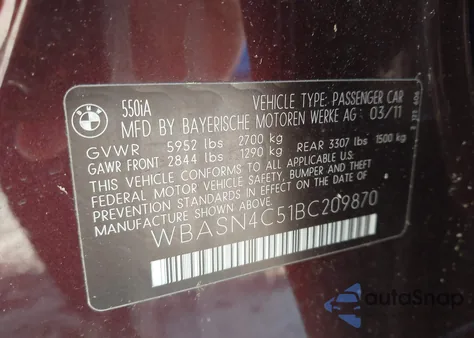 BMW
550iA
VEHICLE TYPE: PASSENGER CAR
MFD BY BAYERISCHE MOTOREN WERKE AG 03/11
GVWR 5952 lbs 2700 kg
GAWR FRONT 2844 lbs 1290 kg REAR 3307 lbs 1500 kg
THIS VEHICLE CONFORMS TO ALL APPLICABLE U.S.
FEDERAL MOTOR VEHICLE SAFETY, BUMPER AND THEFT
PREVENTION STANDARDS IN EFFECT ON THE DATE OF
MANUFACTURE SHOWN ABOVE.
WBASN4C51BC209870
autoSnap